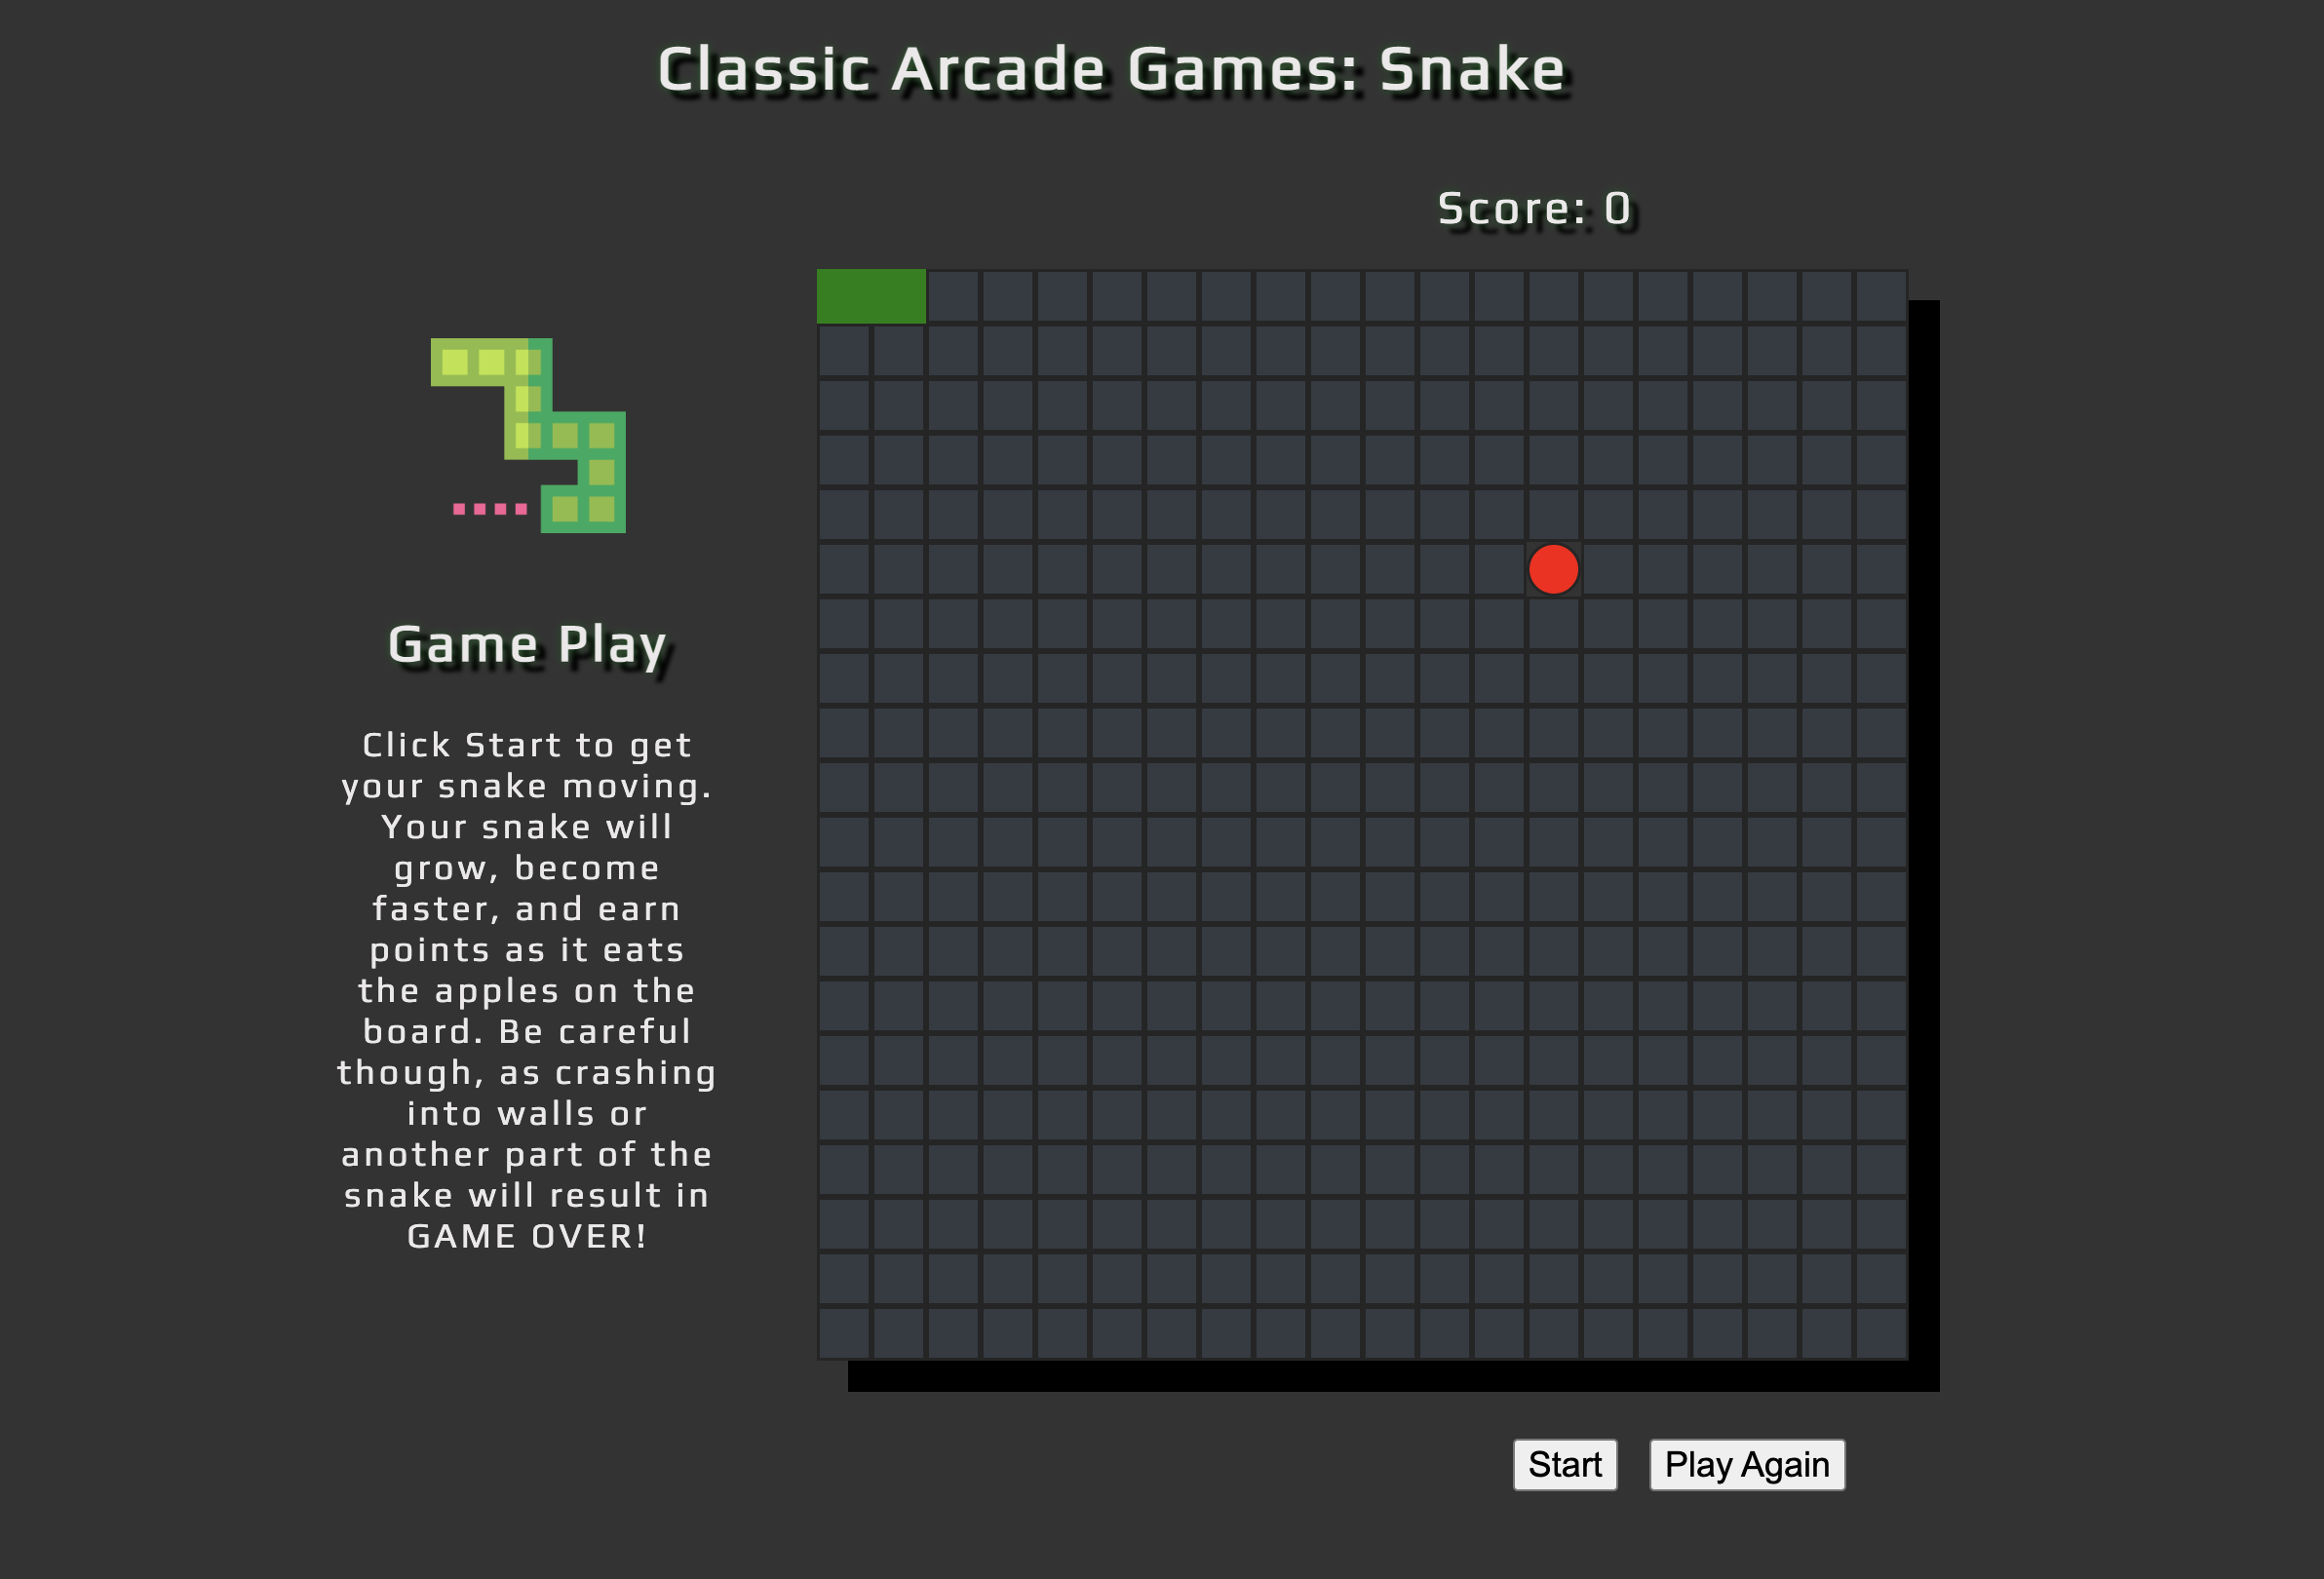 Classic Arcade Games: Snake
Score: 0
Game Play
Click Start to get
your snake moving.
Your snake will
grow, become
faster, and earn
points as it eats
the apples on the
board. Be careful
though, as crashing
into walls or
another part of the
snake will result in
GAME OVER!
Start
Play Again